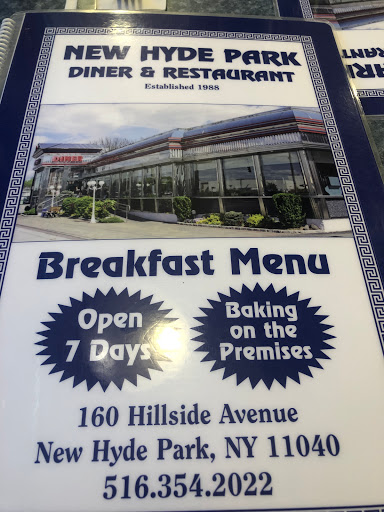 NEW HYDE PARK
DINER & RESTAURANT
Established 1988
DINER
Breakfast Menu
Open
7 Days
Baking
on the
Premises
160 Hillside Avenue
New Hyde Park, NY 11040
516.354.2022